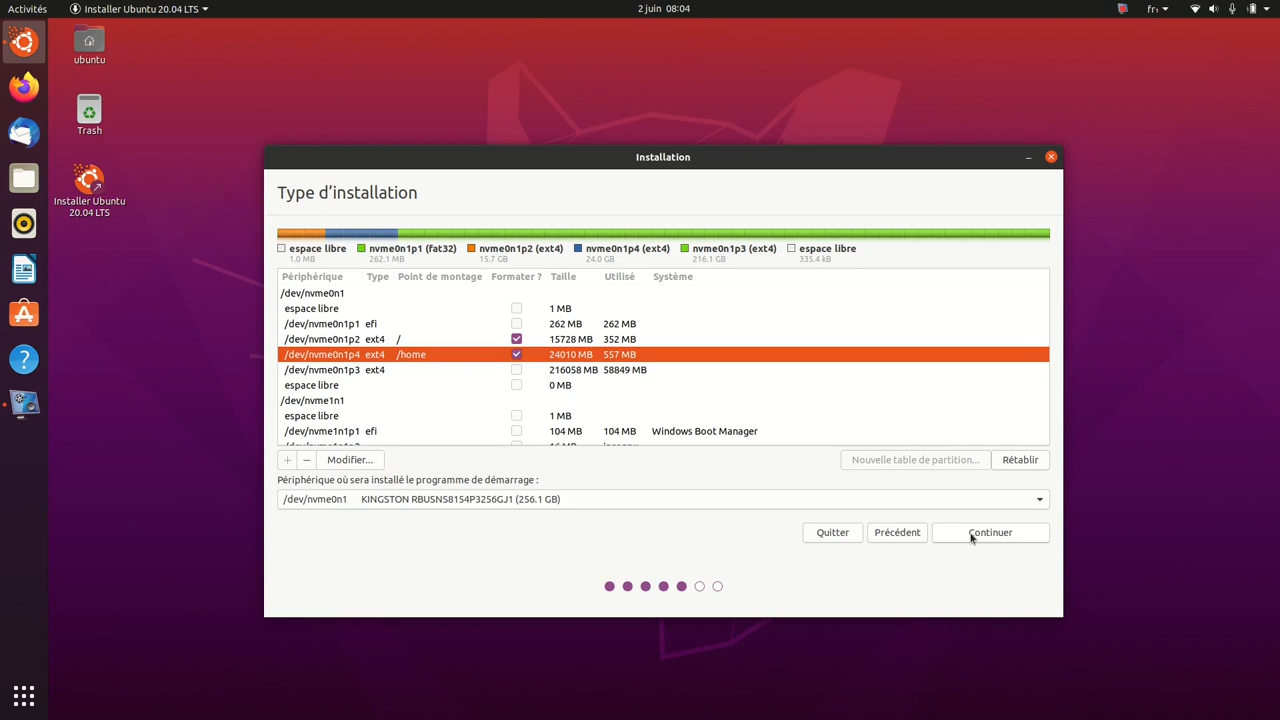 Activités Installer Ubuntu 20.04 LTS 2 juin 08:04 fr₁
ubuntu
Trash
Installer Ubuntu
20.04 LTS
Installation
Type d’installation
espace libre nvme0n1p1 (fat32) nvme0n1p2 (ext4) nvme0n1p4 (ext4) nvme0n1p3 (ext4) espace libre
1.0 MB 262.1 MB 15.7 GB 24.0 GB 216.1 GB 335.4 kB
Périphérique Type Point de montage Formater ? Taille Utilisé Système
/dev/nvme0n1
espace libre 1 MB
/dev/nvme0n1p1 efi 262 MB 262 MB
/dev/nvme0n1p2 ext4 / 15728 MB 352 MB
/dev/nvme0n1p4 ext4 /home 24010 MB 557 MB
/dev/nvme0n1p3 ext4 216058 MB 58849 MB
espace libre 0 MB
/dev/nvme1n1
espace libre 1 MB
/dev/nvme1n1p1 efi 104 MB 104 MB Windows Boot Manager
+ − Modifier... Nouvelle table de partition... Rétablir
Périphérique où sera installé le programme de démarrage :
/dev/nvme0n1 KINGSTON RBUSNS8154P3256GJ1 (256.1 GB)
Quitter Précédent Continuer